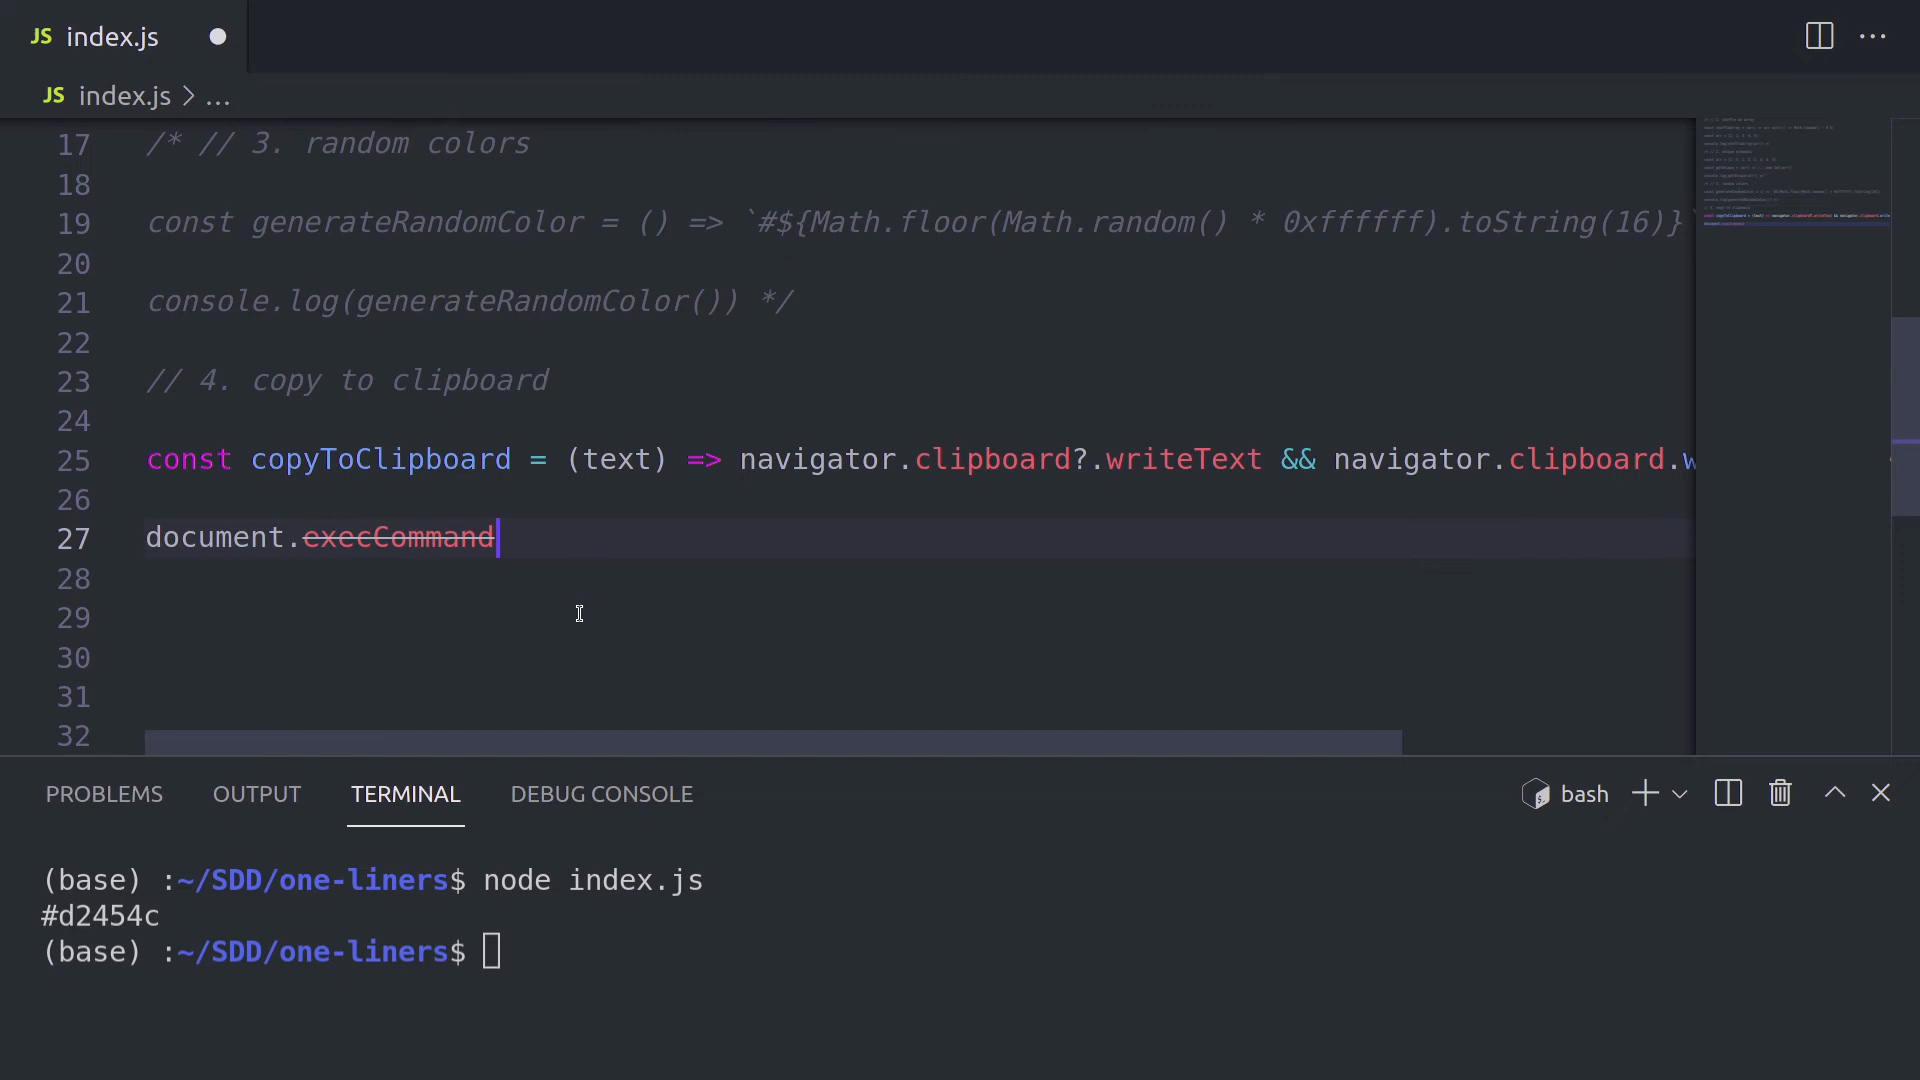 JS index.js
JS index.js > ...
17 /* // 3. random colors
18
19 const generateRandomColor = () => `#${Math.floor(Math.random() * 0xffffff).toString(16)}
20
21 console.log(generateRandomColor()) */
22
23 // 4. copy to clipboard
24
25 const copyToClipboard = (text) => navigator.clipboard?.writeText && navigator.clipboard.w
26
27 document.execCommand
28
29
30
31
32
PROBLEMS OUTPUT TERMINAL DEBUG CONSOLE bash
(base) :~/SDD/one-liners$ node index.js
#d2454c
(base) :~/SDD/one-liners$